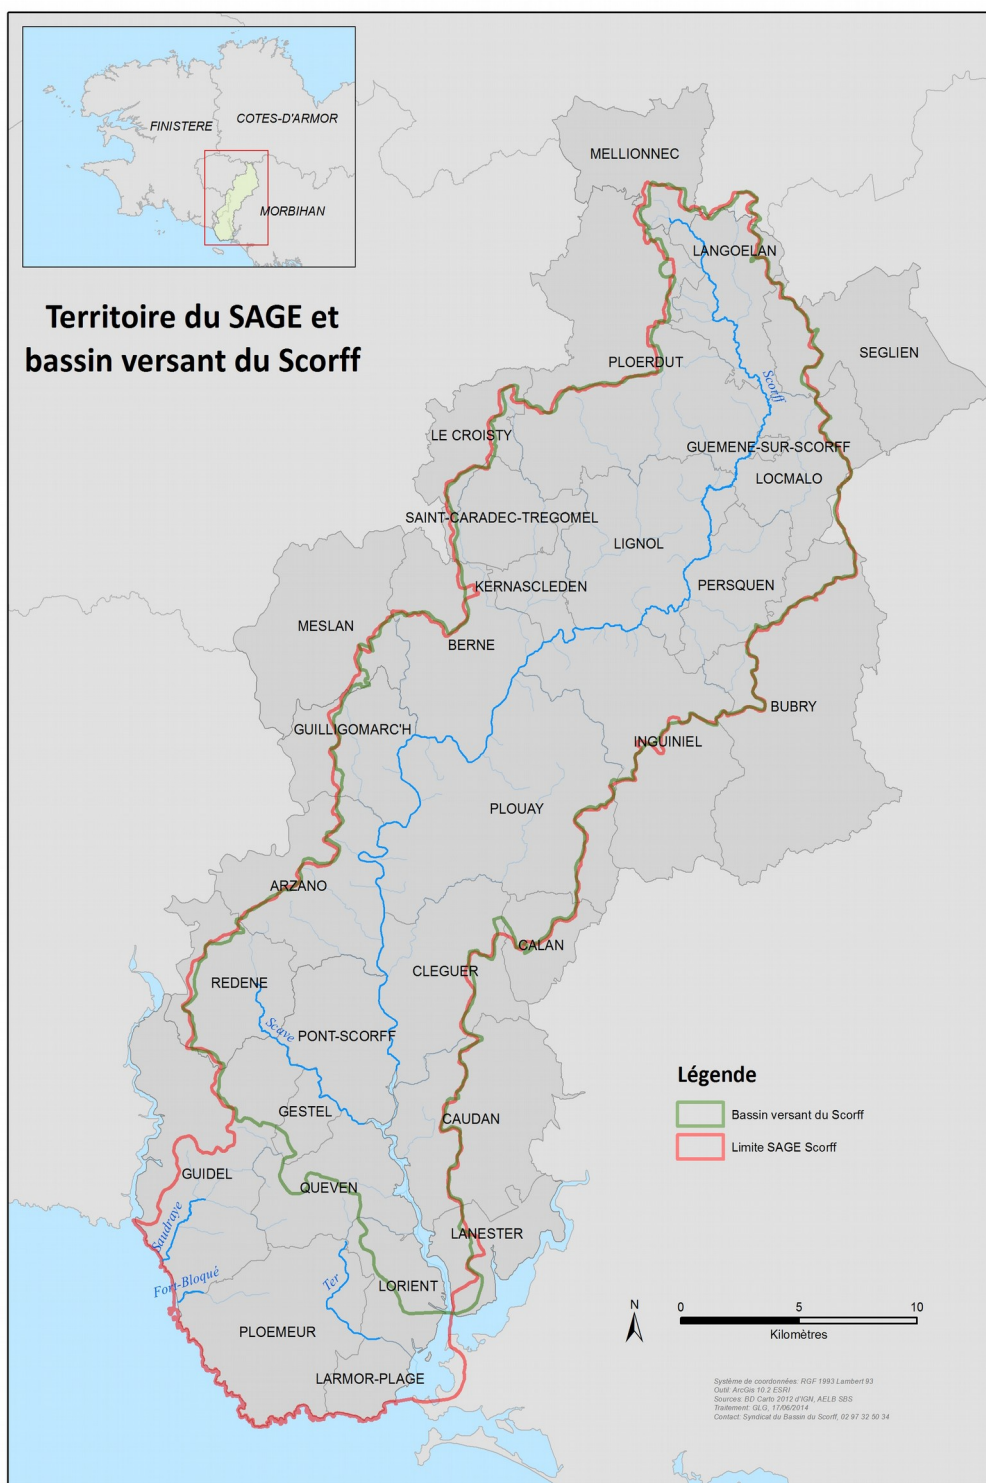 FINISTERE
COTES-D'ARMOR
MORBIHAN
Territoire du SAGE et
bassin versant du Scorff
MELLIONNEC
LANGOELAN
SEGLIEN
PLOERDUT
Scorff
LE CROISTY
GUEMENE-SUR-SCORFF
LOCMALO
SAINT-CARADEC-TREGOMEL
LIGNOL
KERNASCLEDEN
PERSQUEN
MESLAN
BERNE
BUBRY
GUILLIGOMARC'H
INGUINIEL
PLOUAY
ARZANO
CALAN
CLEGUER
REDENE
Scave
PONT-SCORFF
GESTEL
CAUDAN
GUIDEL
QUEVEN
Saudraye
LANESTER
Fort-Bloqué
Ter
LORIENT
PLOEMEUR
LARMOR-PLAGE
Légende
Bassin versant du Scorff
Limite SAGE Scorff
N
0 5 10
Kilomètres
Système de coordonnées: RGF 1993 Lambert 93
Outil: ArcGis 10.2 ESRI
Sources: BD Carto 2012 d'IGN, AELB SBS
Traitement: GLG, 17/06/2014
Contact: Syndicat du Bassin du Scorff, 02 97 32 50 34